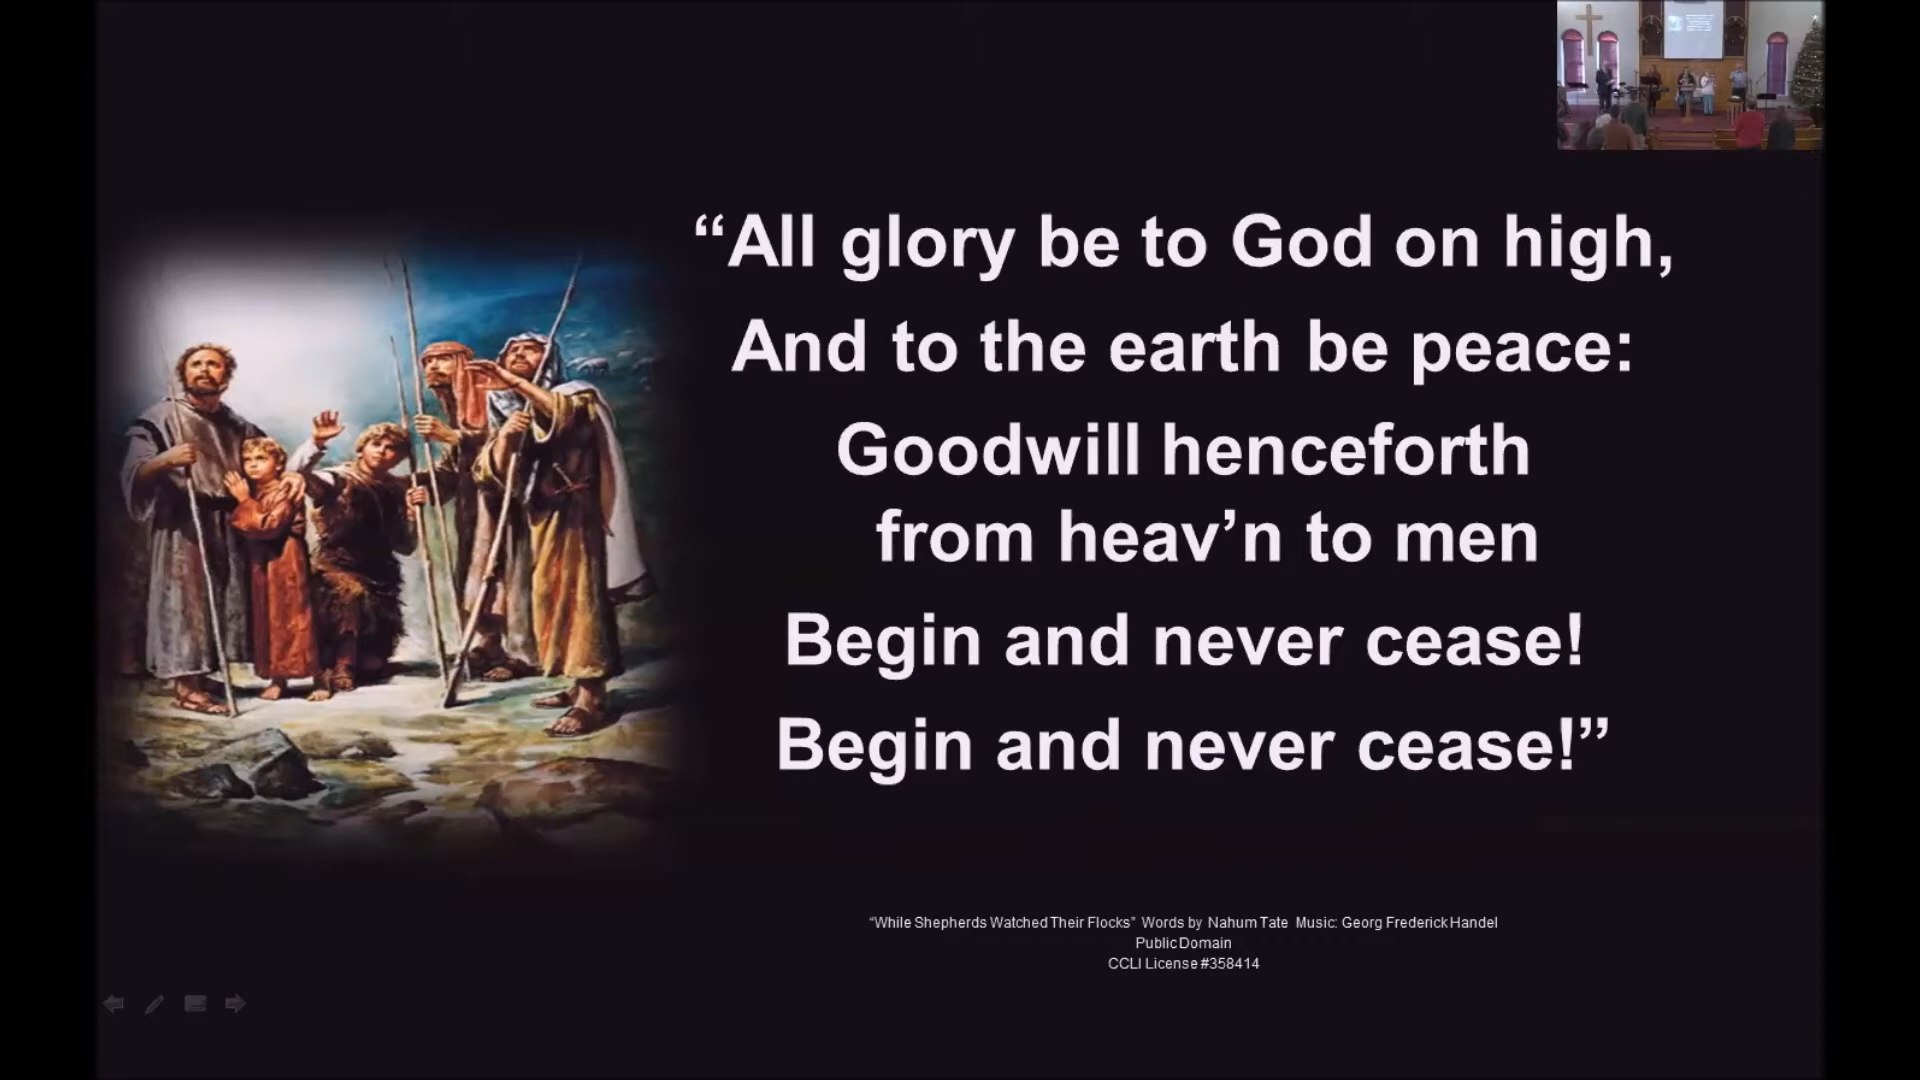 “All glory be to God on high,
And to the earth be peace:
Goodwill henceforth
from heav’n to men
Begin and never cease!
Begin and never cease!”
“While Shepherds Watched Their Flocks” Words by Nahum Tate Music: Georg Frederick Handel
Public Domain
CCLI License #358414